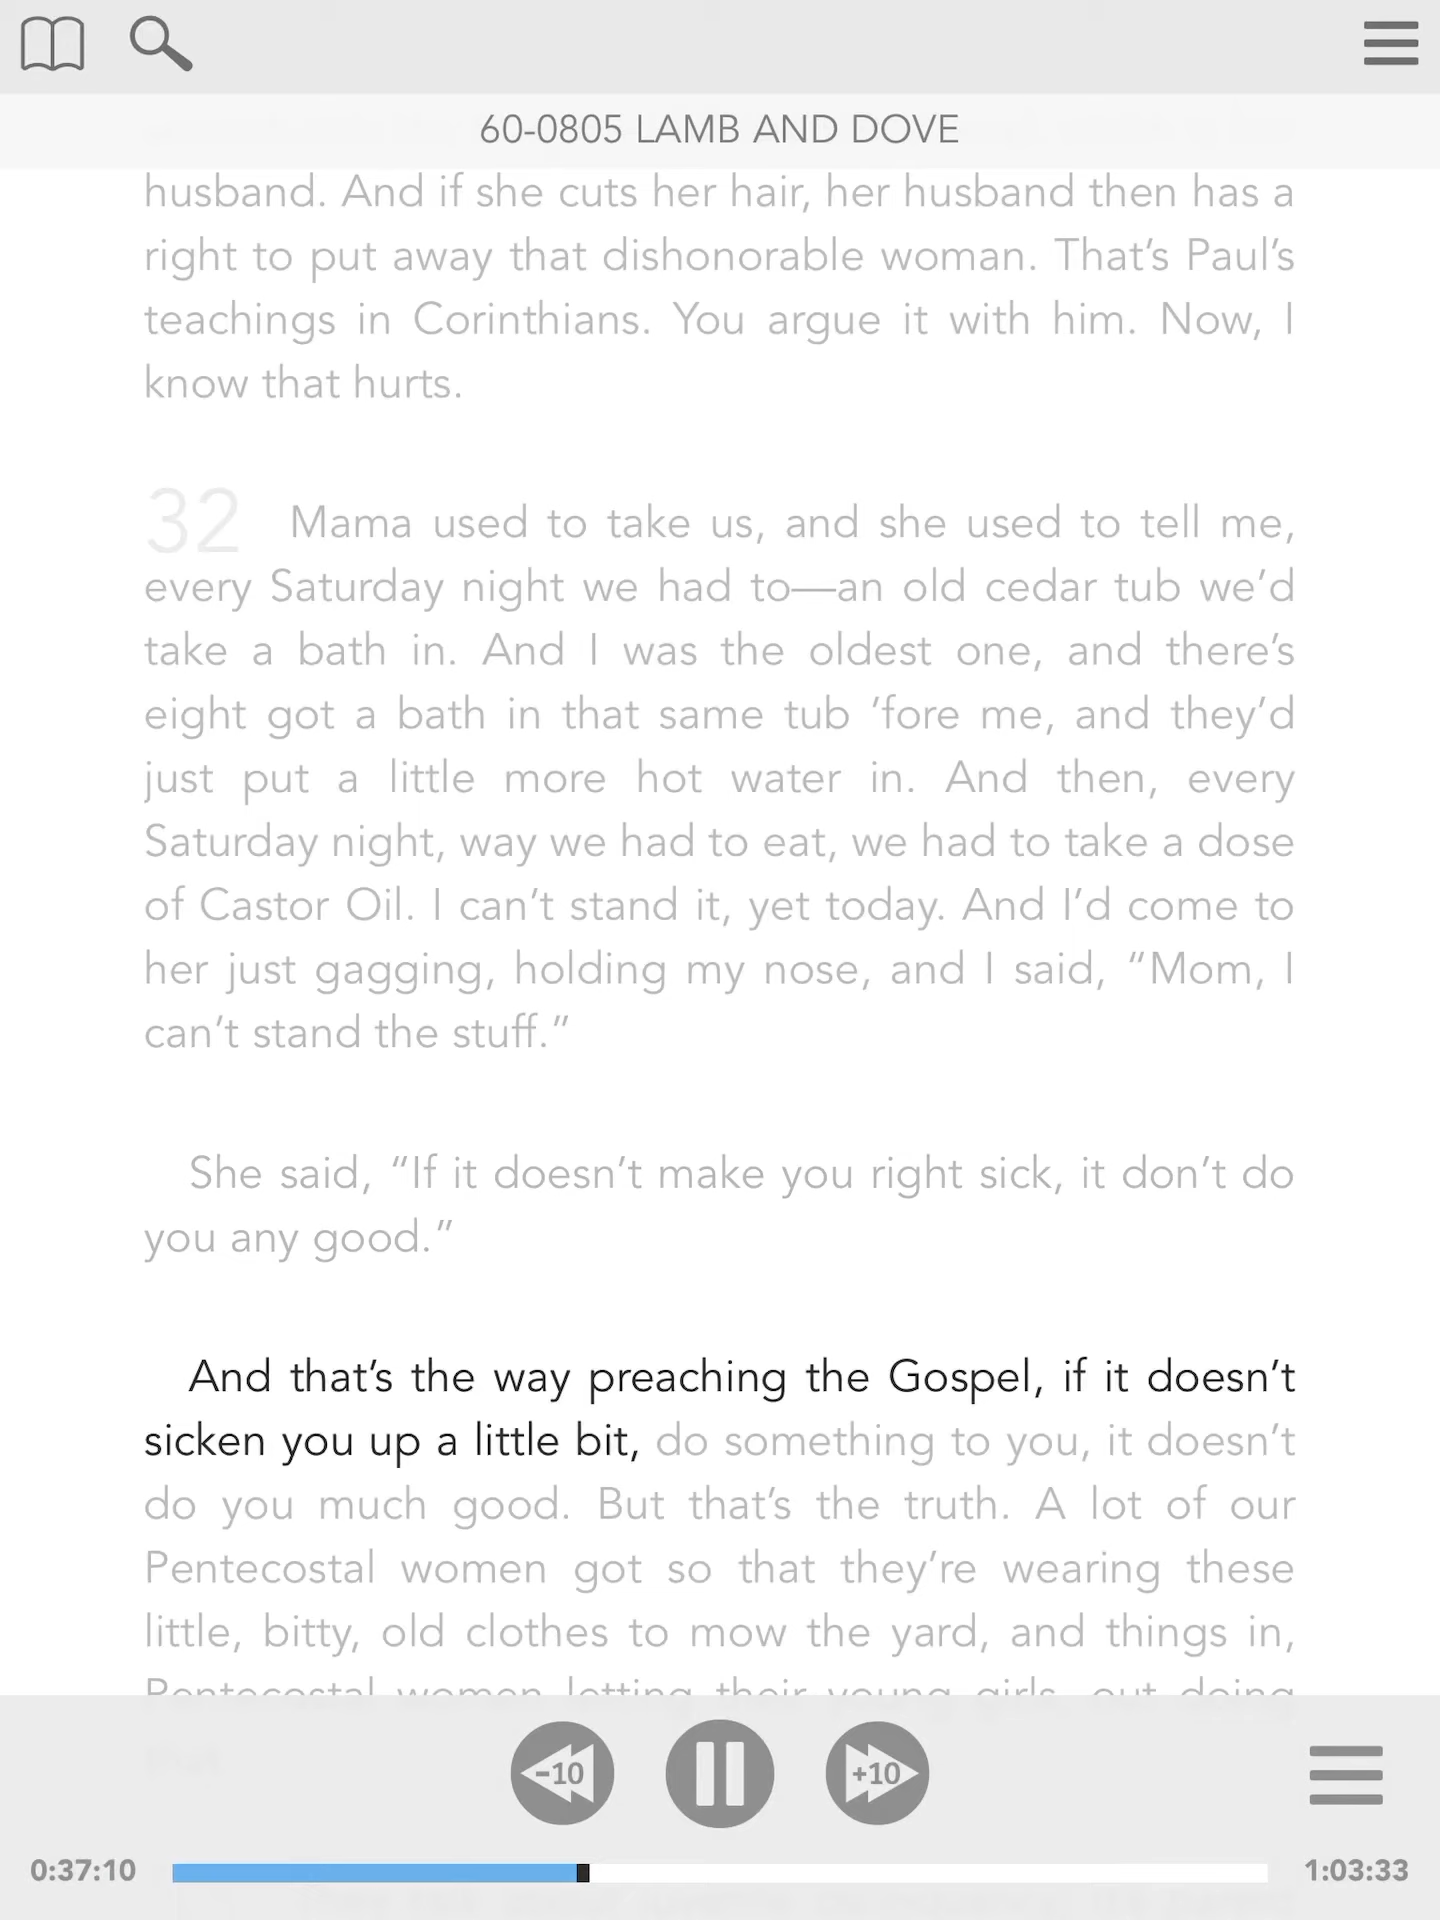 60-0805 LAMB AND DOVE
husband. And if she cuts her hair, her husband then has a
right to put away that dishonorable woman. That’s Paul’s
teachings in Corinthians. You argue it with him. Now, I
know that hurts.
32 Mama used to take us, and she used to tell me,
every Saturday night we had to—an old cedar tub we’d
take a bath in. And I was the oldest one, and there’s
eight got a bath in that same tub ’fore me, and they’d
just put a little more hot water in. And then, every
Saturday night, way we had to eat, we had to take a dose
of Castor Oil. I can’t stand it, yet today. And I’d come to
her just gagging, holding my nose, and I said, “Mom, I
can’t stand the stuff.”
She said, “If it doesn’t make you right sick, it don’t do
you any good.”
And that’s the way preaching the Gospel, if it doesn’t
sicken you up a little bit, do something to you, it doesn’t
do you much good. But that’s the truth. A lot of our
Pentecostal women got so that they’re wearing these
little, bitty, old clothes to mow the yard, and things in,
Pentecostal women letting their young girls, out doing
-10 +10
0:37:10 1:03:33